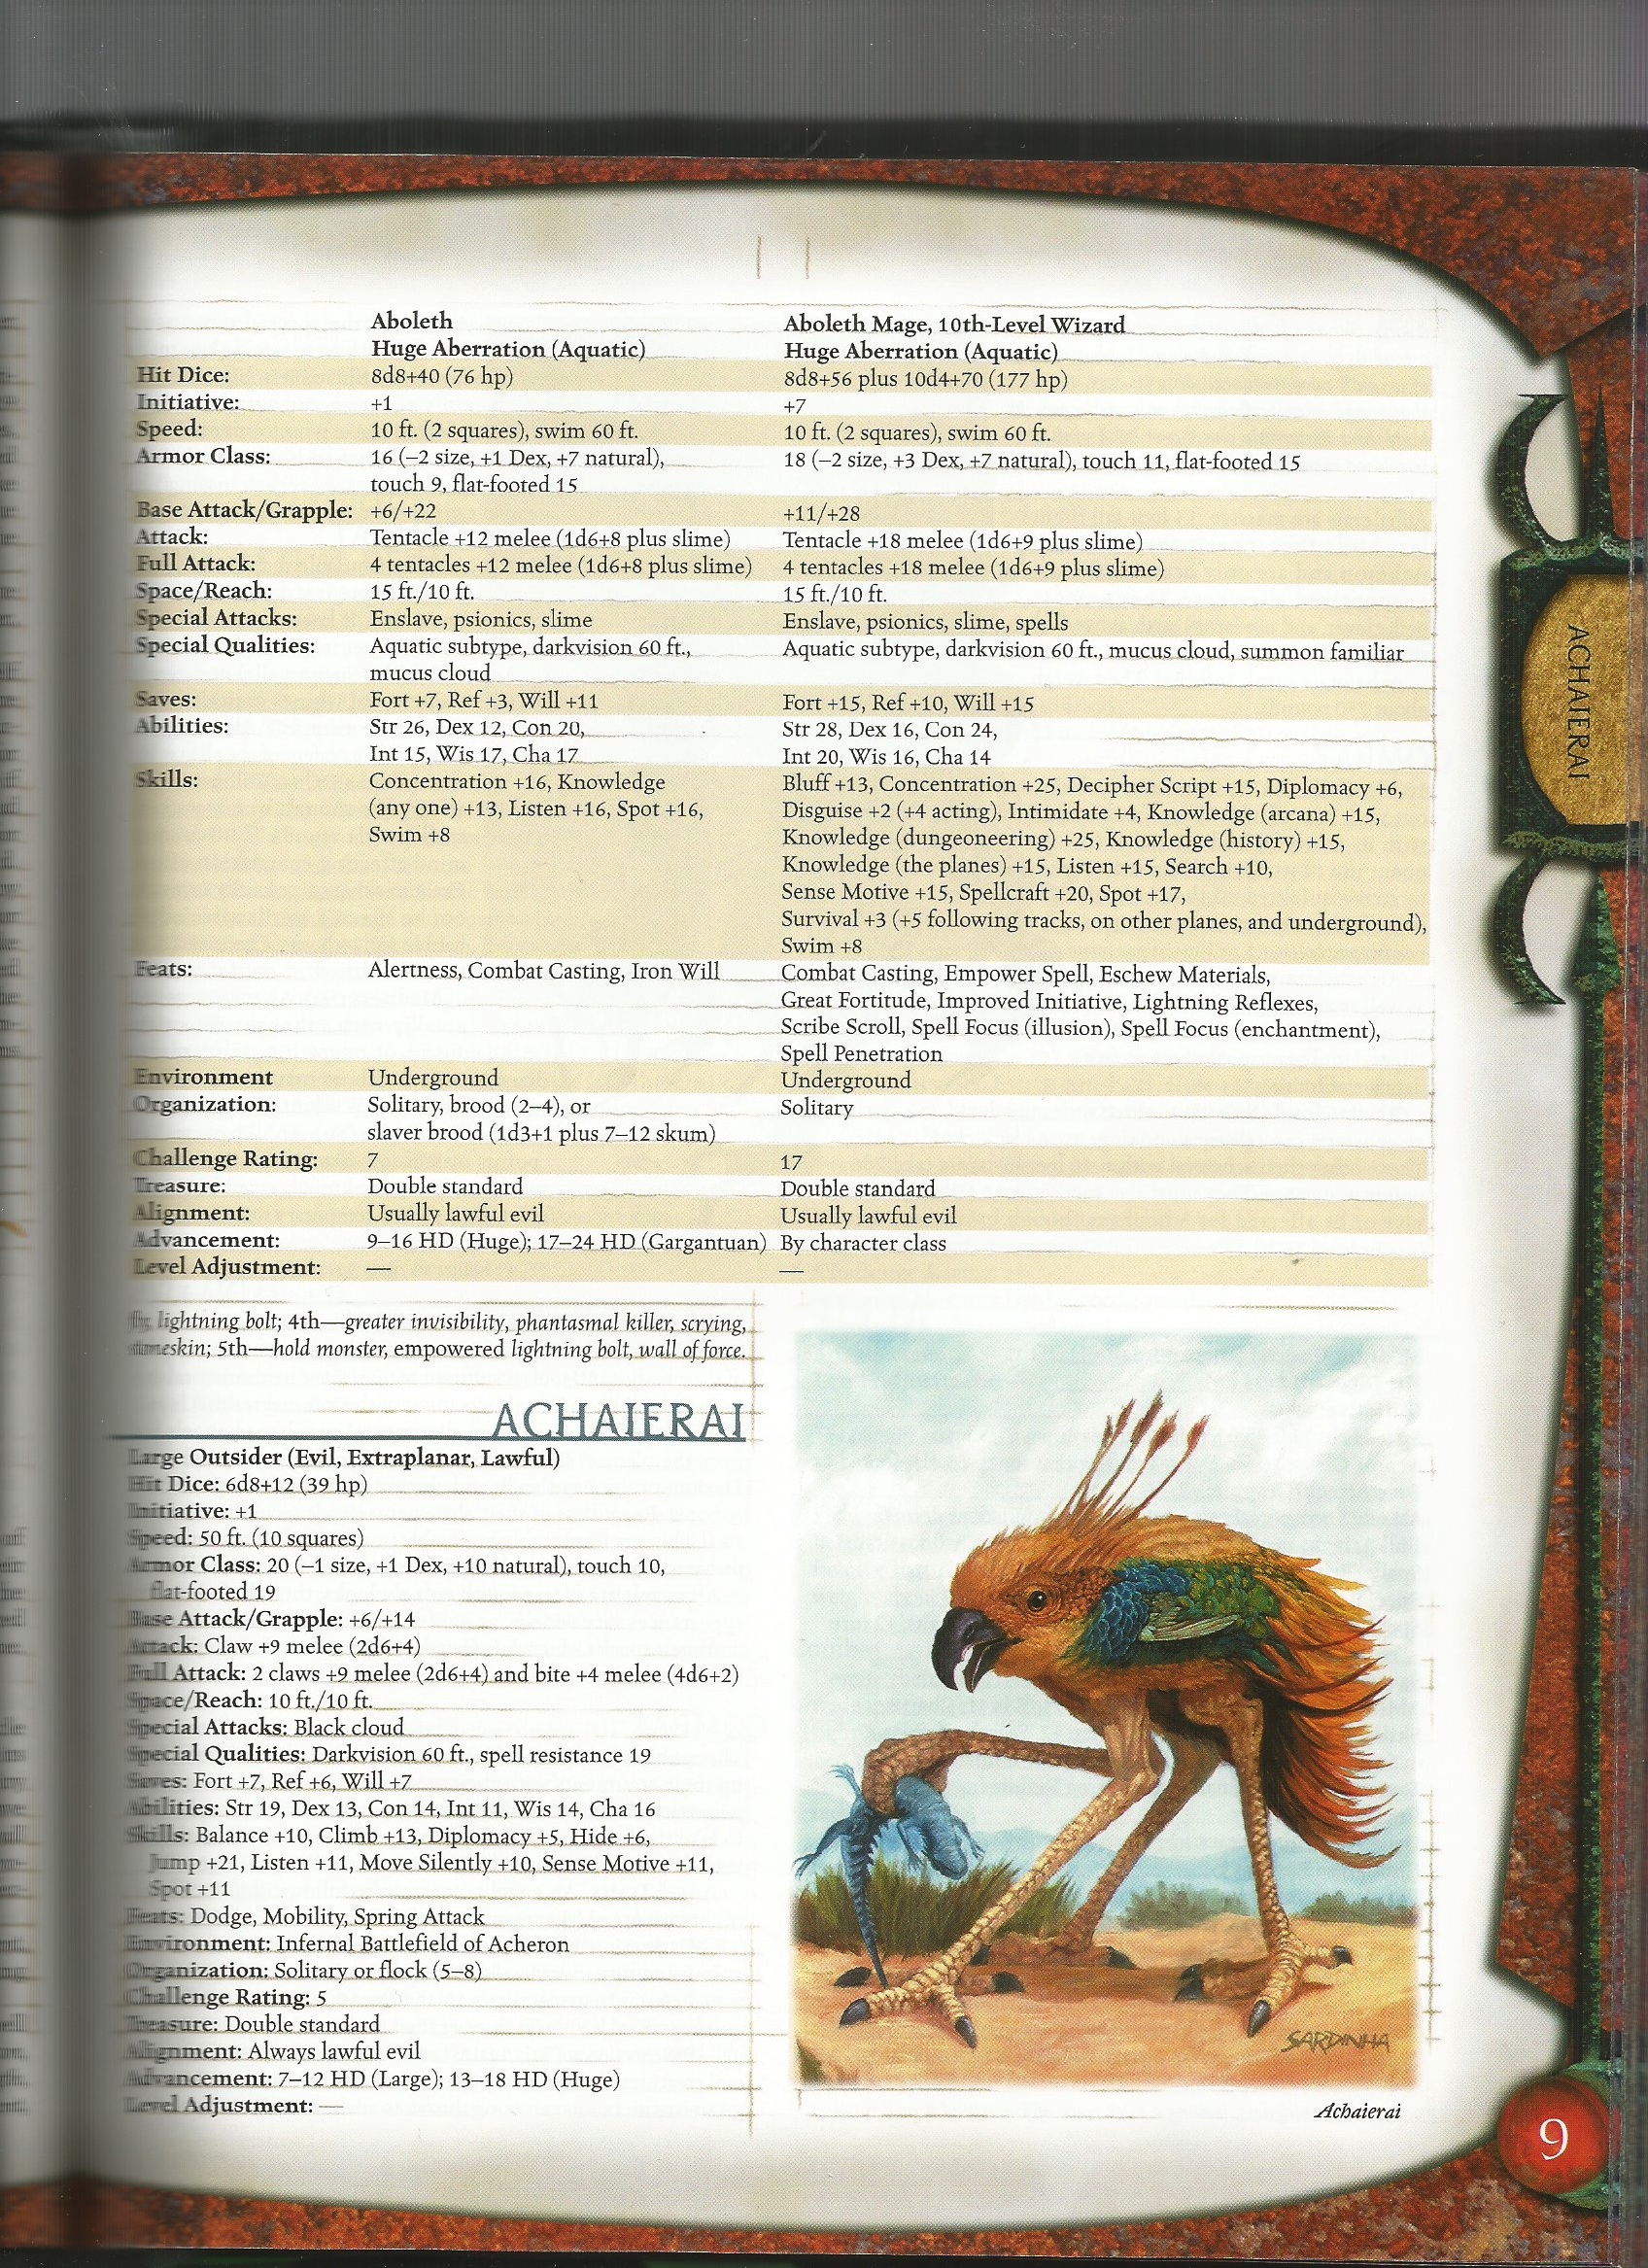 Aboleth
Huge Aberration (Aquatic)
Aboleth Mage, 10th-Level Wizard
Huge Aberration (Aquatic)
Hit Dice: 8d8+40 (76 hp) 8d8+56 plus 10d4+70 (177 hp)
Initiative: +1 +7
Speed: 10 ft. (2 squares), swim 60 ft. 10 ft. (2 squares), swim 60 ft.
Armor Class: 16 (–2 size, +1 Dex, +7 natural), 18 (–2 size, +3 Dex, +7 natural), touch 11, flat-footed 15
touch 9, flat-footed 15
Base Attack/Grapple: +6/+22 +11/+28
Attack: Tentacle +12 melee (1d6+8 plus slime) Tentacle +18 melee (1d6+9 plus slime)
Full Attack: 4 tentacles +12 melee (1d6+8 plus slime) 4 tentacles +18 melee (1d6+9 plus slime)
Space/Reach: 15 ft./10 ft. 15 ft./10 ft.
Special Attacks: Enslave, psionics, slime Enslave, psionics, slime, spells
Special Qualities: Aquatic subtype, darkvision 60 ft., Aquatic subtype, darkvision 60 ft., mucus cloud, summon familiar
mucus cloud
Saves: Fort +7, Ref +3, Will +11 Fort +15, Ref +10, Will +15
Abilities: Str 26, Dex 12, Con 20, Str 28, Dex 16, Con 24,
Int 15, Wis 17, Cha 17 Int 20, Wis 16, Cha 14
Skills: Concentration +16, Knowledge Bluff +13, Concentration +25, Decipher Script +15, Diplomacy +6,
(any one) +13, Listen +16, Spot +16, Disguise +2 (+4 acting), Intimidate +4, Knowledge (arcana) +15,
Swim +8 Knowledge (dungeoneering) +25, Knowledge (history) +15,
Knowledge (the planes) +15, Listen +15, Search +10,
Sense Motive +15, Spellcraft +20, Spot +17,
Survival +3 (+5 following tracks, on other planes, and underground),
Swim +8
Feats: Alertness, Combat Casting, Iron Will Combat Casting, Empower Spell, Eschew Materials,
Great Fortitude, Improved Initiative, Lightning Reflexes,
Scribe Scroll, Spell Focus (illusion), Spell Focus (enchantment),
Spell Penetration
Environment Underground Underground
Organization: Solitary, brood (2–4), or Solitary
slaver brood (1d3+1 plus 7–12 skum)
Challenge Rating: 7 17
Treasure: Double standard Double standard
Alignment: Usually lawful evil Usually lawful evil
Advancement: 9–16 HD (Huge); 17–24 HD (Gargantuan) By character class
Level Adjustment: — —
lightning bolt; 4th—greater invisibility, phantasmal killer, scrying,
stoneskin; 5th—hold monster, empowered lightning bolt, wall of force.
ACHAIERAI
Large Outsider (Evil, Extraplanar, Lawful)
Hit Dice: 6d8+12 (39 hp)
Initiative: +1
Speed: 50 ft. (10 squares)
Armor Class: 20 (–1 size, +1 Dex, +10 natural), touch 10,
flat-footed 19
Base Attack/Grapple: +6/+14
Attack: Claw +9 melee (2d6+4)
Full Attack: 2 claws +9 melee (2d6+4) and bite +4 melee (4d6+2)
Space/Reach: 10 ft./10 ft.
Special Attacks: Black cloud
Special Qualities: Darkvision 60 ft., spell resistance 19
Saves: Fort +7, Ref +6, Will +7
Abilities: Str 19, Dex 13, Con 14, Int 11, Wis 14, Cha 16
Skills: Balance +10, Climb +13, Diplomacy +5, Hide +6,
Jump +21, Listen +11, Move Silently +10, Sense Motive +11,
Spot +11
Feats: Dodge, Mobility, Spring Attack
Environment: Infernal Battlefield of Acheron
Organization: Solitary or flock (5–8)
Challenge Rating: 5
Treasure: Double standard
Alignment: Always lawful evil
Advancement: 7–12 HD (Large); 13–18 HD (Huge)
Level Adjustment: —
SARDINHA
Achaierai
ACHAIERAI
9